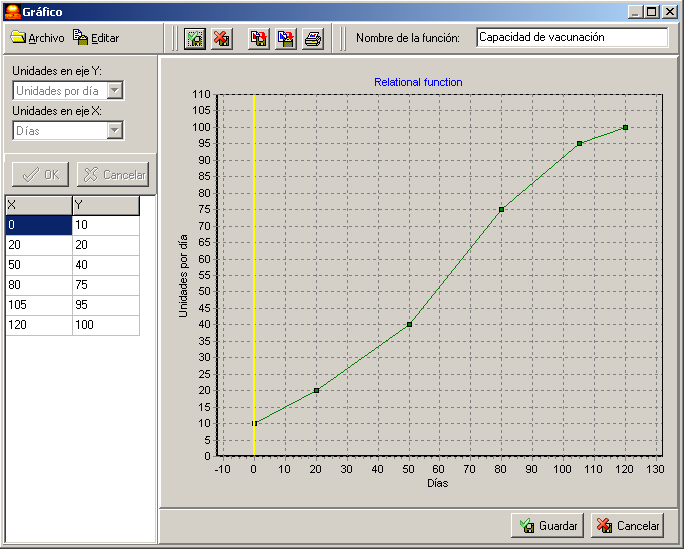 Gráfico
Archivo Editar Nombre de la función: Capacidad de vacunación
Unidades en eje Y:
Unidades por día
Unidades en eje X:
Días
OK Cancelar
X Y
0 10
20 20
50 40
80 75
105 95
120 100
Relational function
110
105
100
95
90
85
80
75
70
65
60
55
50
45
40
35
30
25
20
15
10
5
0
Unidades por día
-10 0 10 20 30 40 50 60 70 80 90 100 110 120 130
Días
Guardar Cancelar